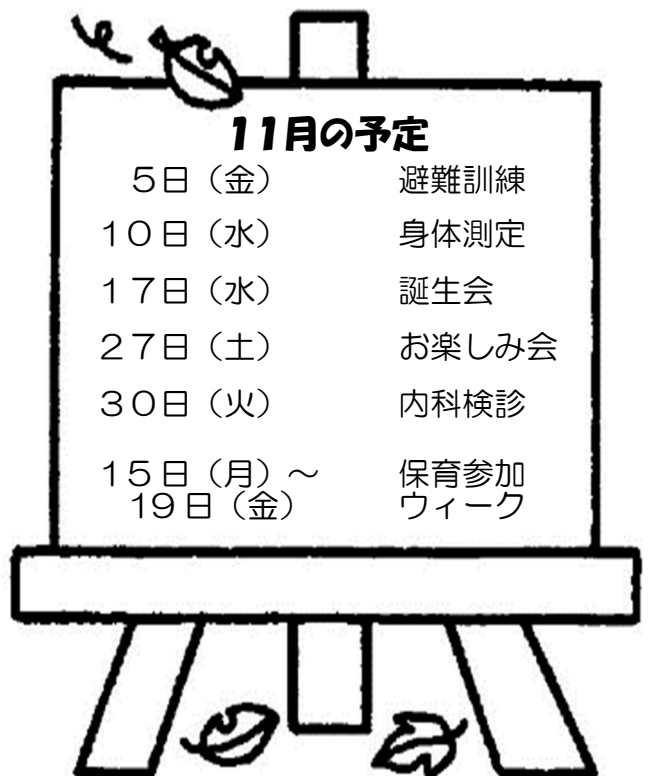 11月の予定
５日（金） 避難訓練
１０日（水） 身体測定
１７日（水） 誕生会
２７日（土） お楽しみ会
３０日（火） 内科検診
１５日（月）～ 保育参加
19日（金） ウィーク